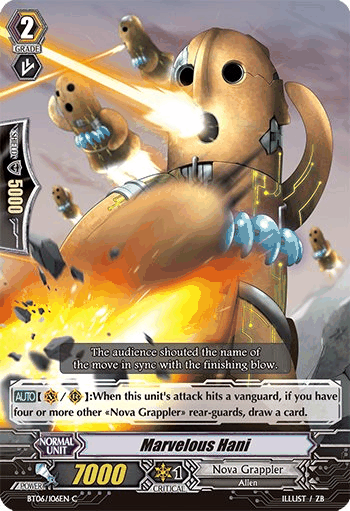 2
GRADE
SHIELD
5000
The audience shouted the name of
the move in sync with the finishing blow.
AUTO [ / ]:When this unit's attack hits a vanguard, if you have
four or more other «Nova Grappler» rear-guards, draw a card.
NORMAL UNIT
Marvelous Hani
POWER 7000 1 CRITICAL
Nova Grappler
Alien
BT06/106EN C
ILLUST / ZB